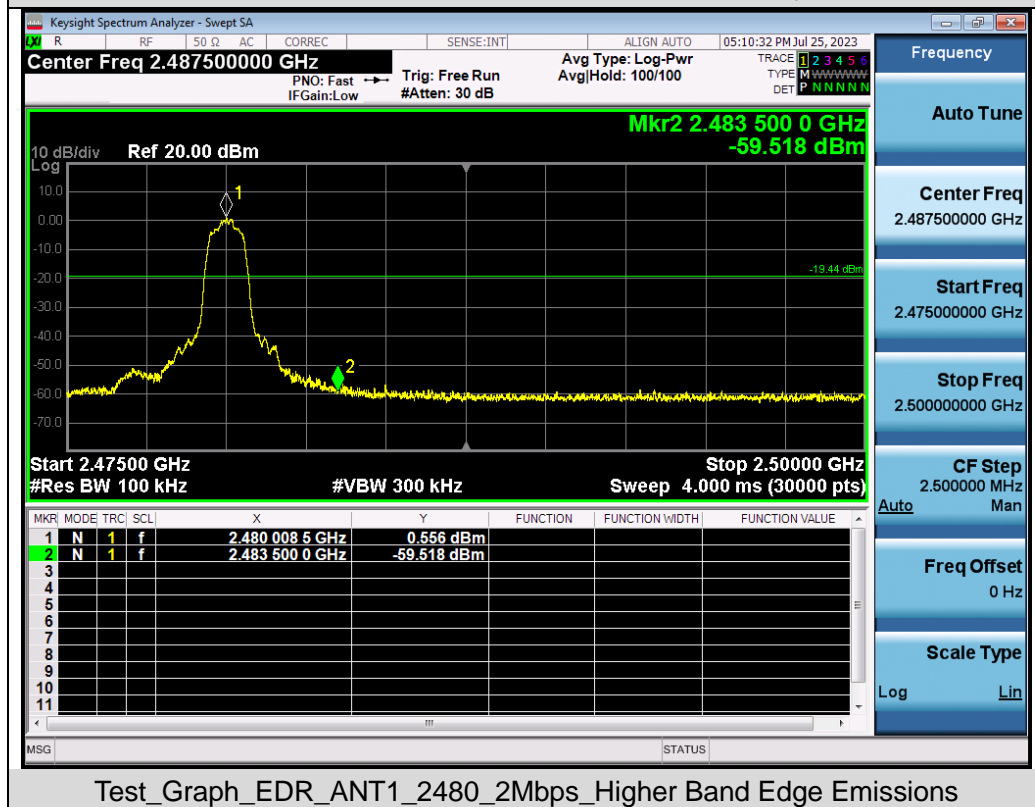 Keysight Spectrum Analyzer - Swept SA
LXI R RF 50 Ω AC CORREC SENSE:INT ALIGN AUTO 05:10:32 PM Jul 25, 2023
Center Freq 2.487500000 GHz
PNO: Fast
IFGain:Low
Trig: Free Run
#Atten: 30 dB
Avg Type: Log-Pwr
Avg|Hold: 100/100
TRACE 1 2 3 4 5 6
TYPE M WWWWW
DET P N N N N N
Mkr2 2.483 500 0 GHz
-59.518 dBm
10 dB/div
Log
Ref 20.00 dBm
10.0
0.00
-10.0
-20.0
-30.0
-40.0
-50.0
-60.0
-70.0
1
-19.44 dBm
2
Start 2.47500 GHz
Stop 2.50000 GHz
#Res BW 100 kHz
#VBW 300 kHz
Sweep 4.000 ms (30000 pts)
MKR MODE TRC SCL X Y FUNCTION FUNCTION WIDTH FUNCTION VALUE
1 N 1 f 2.480 008 5 GHz 0.556 dBm
2 N 1 f 2.483 500 0 GHz -59.518 dBm
3
4
5
6
7
8
9
10
11
MSG
STATUS
Frequency
Auto Tune
Center Freq
2.487500000 GHz
Start Freq
2.475000000 GHz
Stop Freq
2.500000000 GHz
CF Step
2.500000 MHz
Auto Man
Freq Offset
0 Hz
Scale Type
Log Lin
Test_Graph_EDR_ANT1_2480_2Mbps_Higher Band Edge Emissions